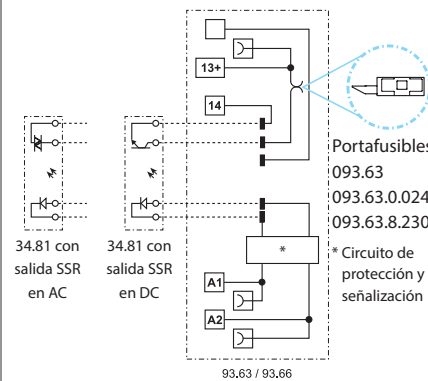 13+
14
Portafusibles
093.63
093.63.0.024
093.63.8.230
* Circuito de
protección y
señalización
34.81 con
salida SSR
en AC
34.81 con
salida SSR
en DC
*
A1
A2
93.63 / 93.66